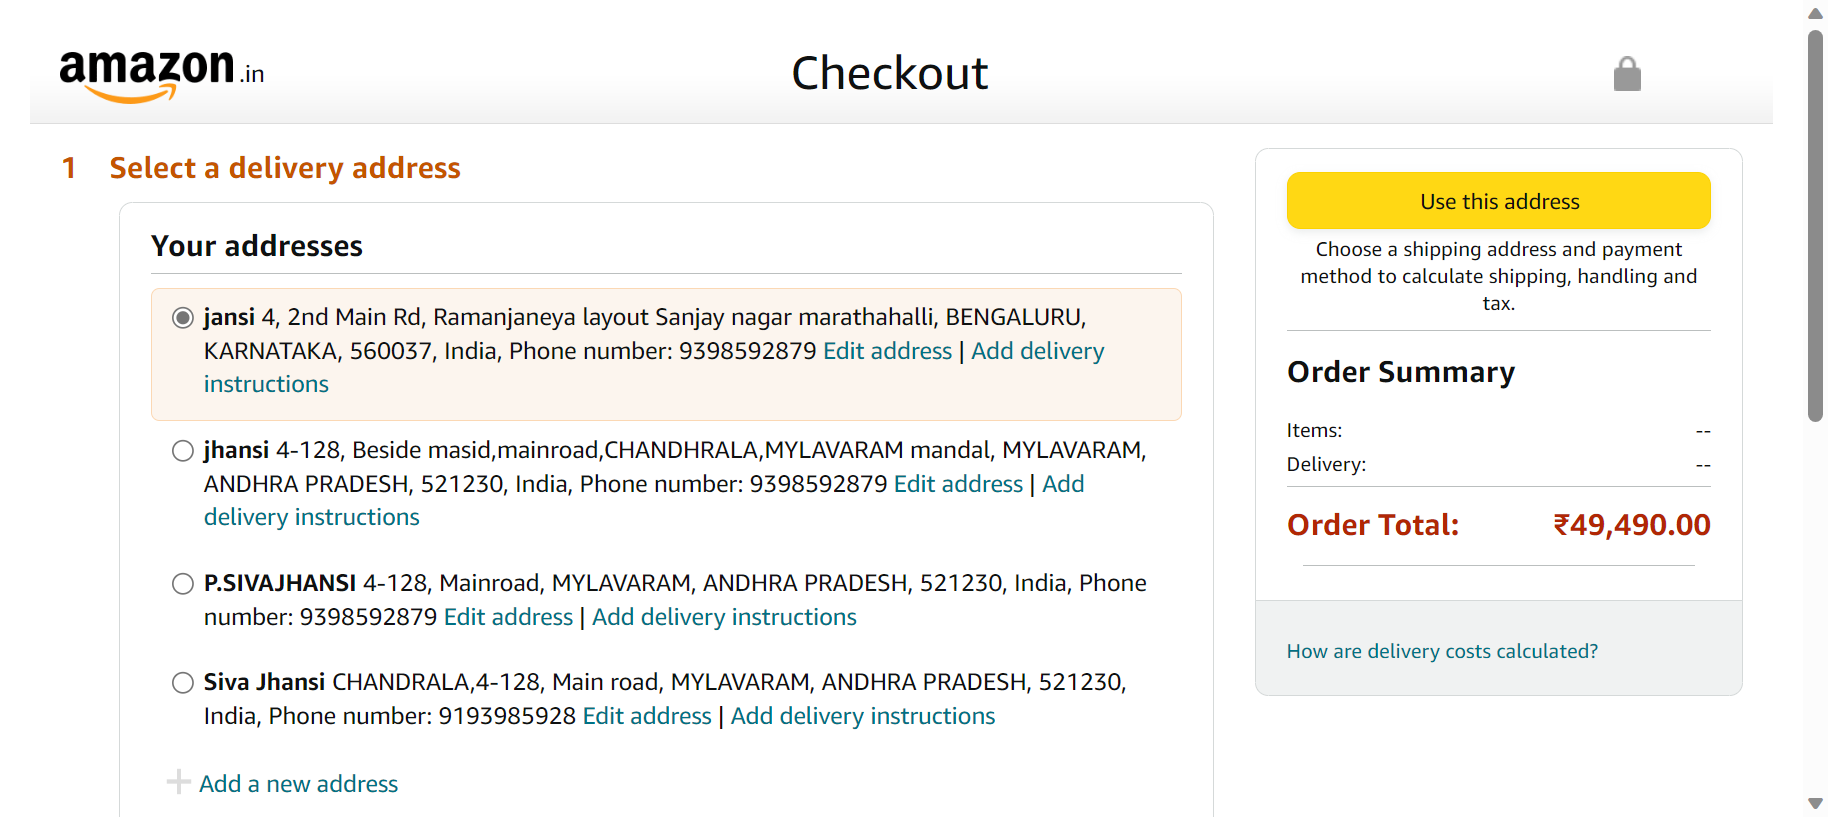 amazon.in
Checkout
1 Select a delivery address
Your addresses
jansi 4, 2nd Main Rd, Ramanjaneya layout Sanjay nagar marathahalli, BENGALURU,
KARNATAKA, 560037, India, Phone number: 9398592879 Edit address | Add delivery
instructions
jhansi 4-128, Beside masid,mainroad,CHANDHRALA,MYLAVARAM mandal, MYLAVARAM,
ANDHRA PRADESH, 521230, India, Phone number: 9398592879 Edit address | Add
delivery instructions
P.SIVAJHANSI 4-128, Mainroad, MYLAVARAM, ANDHRA PRADESH, 521230, India, Phone
number: 9398592879 Edit address | Add delivery instructions
Siva Jhansi CHANDRALA,4-128, Main road, MYLAVARAM, ANDHRA PRADESH, 521230,
India, Phone number: 9193985928 Edit address | Add delivery instructions
Add a new address
Use this address
Choose a shipping address and payment
method to calculate shipping, handling and
tax.
Order Summary
Items: --
Delivery: --
Order Total: ₹49,490.00
How are delivery costs calculated?